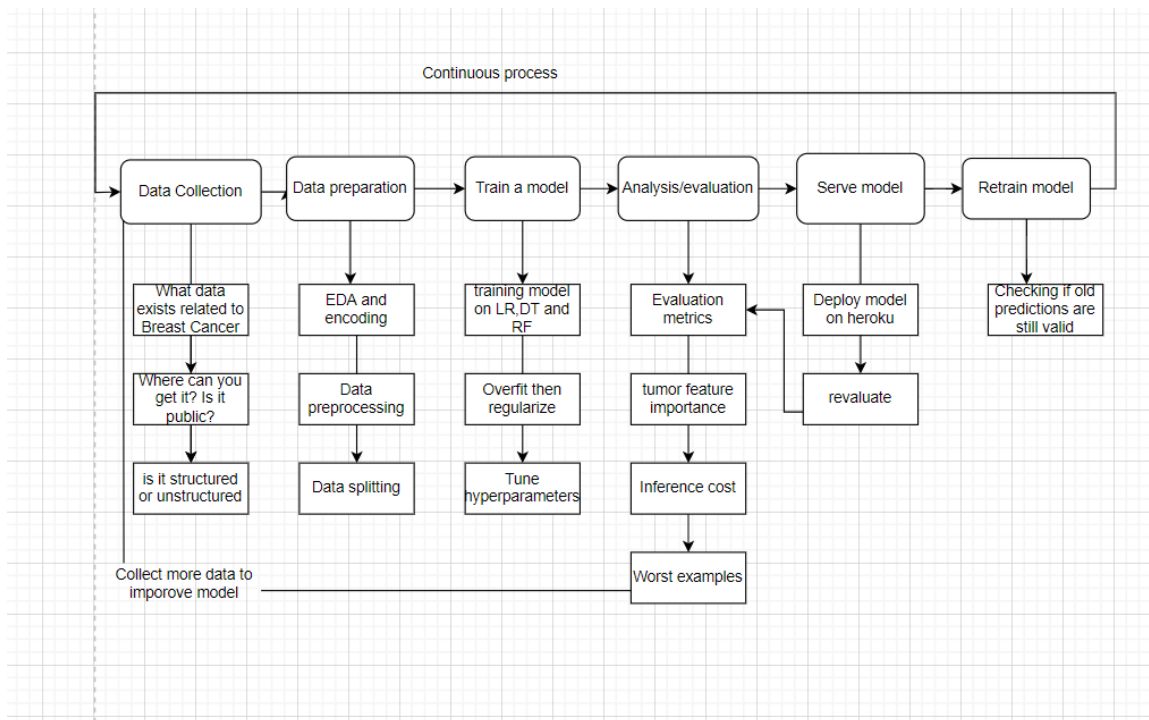 Continuous process
Data Collection
Data preparation
Train a model
Analysis/evaluation
Serve model
Retrain model
What data
exists related to
Breast Cancer
EDA and
encoding
training model
on LR,DT and
RF
Evaluation
metrics
Deploy model
on heroku
Checking if old
predictions are
still valid
Where can you
get it? Is it
public?
Data
preprocessing
Overfit then
regularize
tumor feature
importance
revaluate
is it structured
or unstructured
Data splitting
Tune
hyperparameters
Inference cost
Collect more data to
imporove model
Worst examples